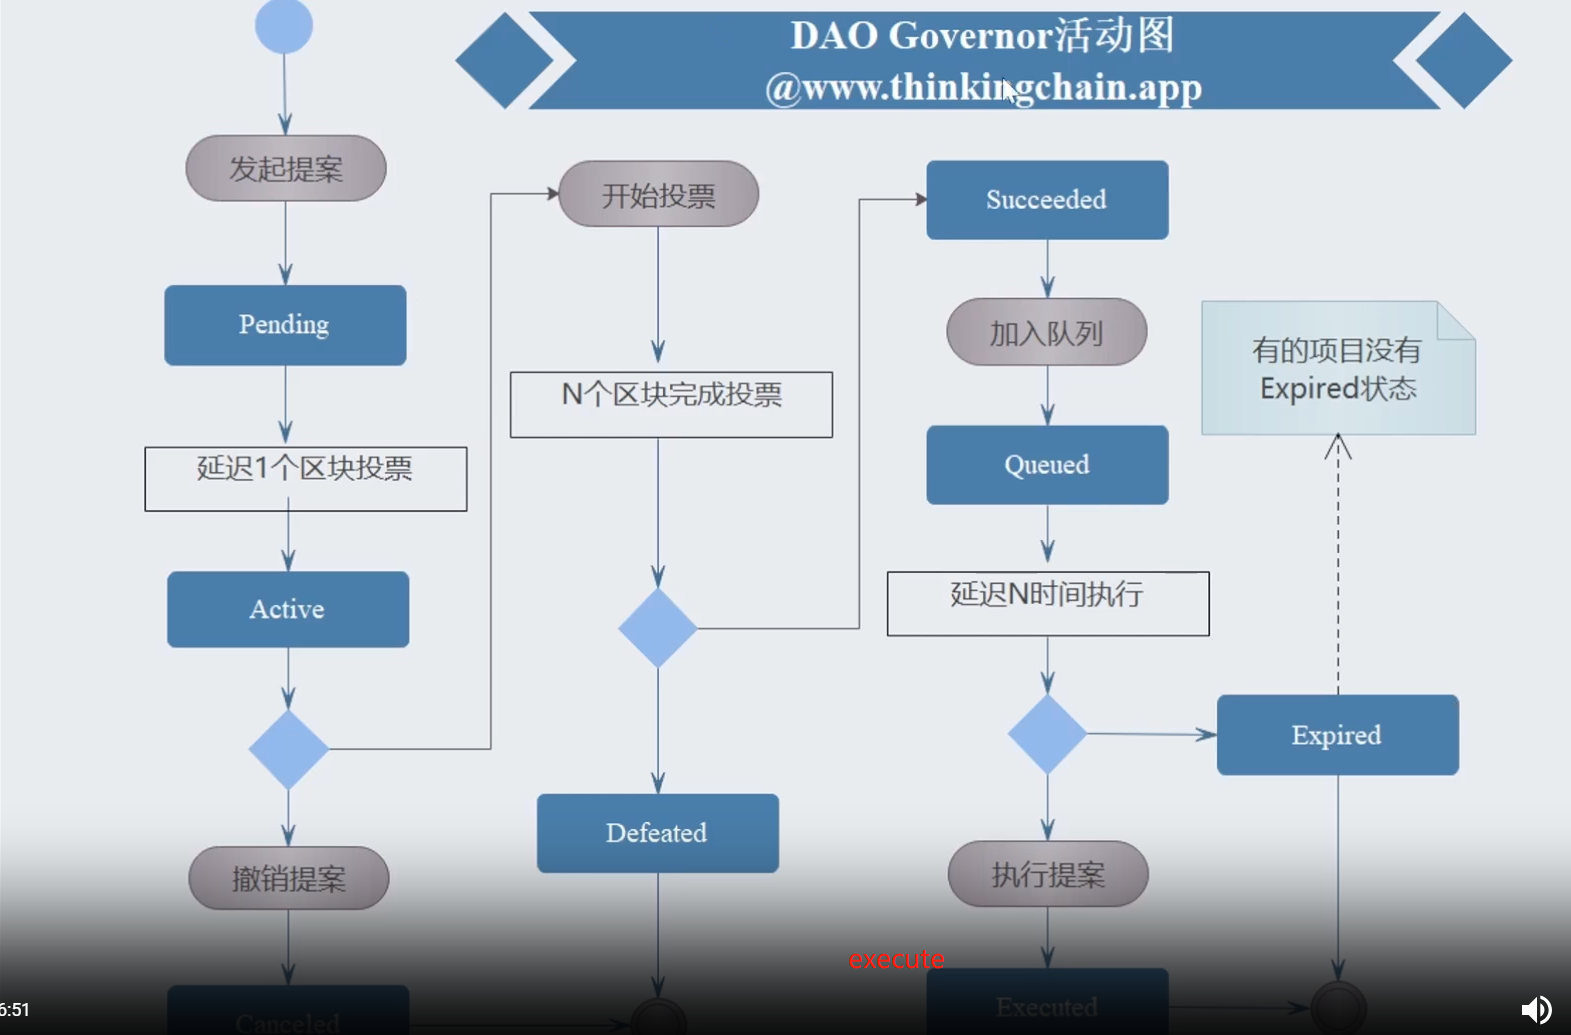 DAO Governor活动图
@www.thinkingchain.app
发起提案
Pending
延迟1个区块投票
Active
撤销提案
Canceled
开始投票
N个区块完成投票
Defeated
Succeeded
加入队列
Queued
延迟N时间执行
执行提案
execute
Executed
有的项目没有
Expired状态
Expired
6:51